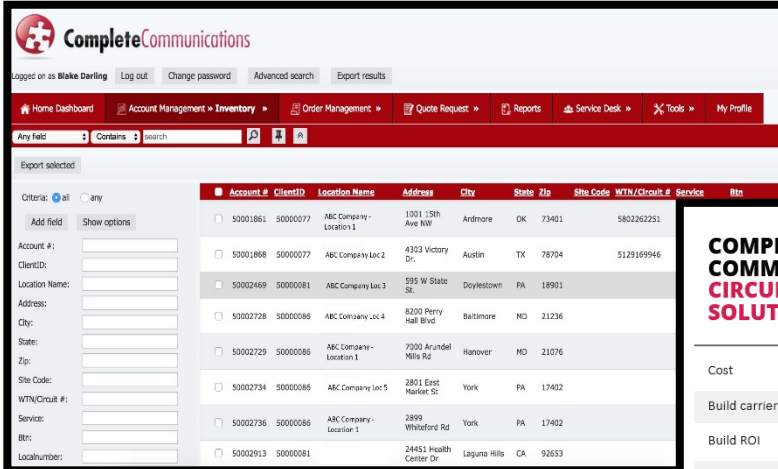 CompleteCommunications
Logged on as Blake Darling Log out Change password Advanced search Export results
Home Dashboard Account Management » Inventory » Order Management » Quote Request » Reports Service Desk » Tools » My Profile
Any field Contains search
Export selected
Criteria: all any
Add field Show options
Account #:
ClientID:
Location Name:
Address:
City:
State:
Zip:
Site Code:
WTN/Circuit #:
Service:
Btn:
Localnumber:
Account # ClientID Location Name Address City State Zip Site Code WTN/Circuit # Service Btn
50001861 50000077 ABC Company - Location 1 1001 15th Ave NW Ardmore OK 73401 5802262251
50001868 50000077 ABC Company Loc 2 4303 Victory Dr. Austin TX 78704 5129169946
50002469 50000081 ABC Company Loc 3 595 W State St. Doylestown PA 18901
50002728 50000086 ABC Company Loc 4 8200 Perry Hall Blvd Baltimore MD 21236
50002729 50000086 ABC Company - Location 1 7000 Arundel Mills Rd Hanover MD 21076
50002734 50000086 ABC Company Loc 5 2801 East Market St York PA 17402
50002736 50000086 ABC Company - Location 1 2899 Whiteford Rd York PA 17402
50002913 50000081 24451 Health Center Dr Laguna Hills CA 92653
COMPL
COMM
CIRCUI
SOLUT
Cost
Build carrier
Build ROI